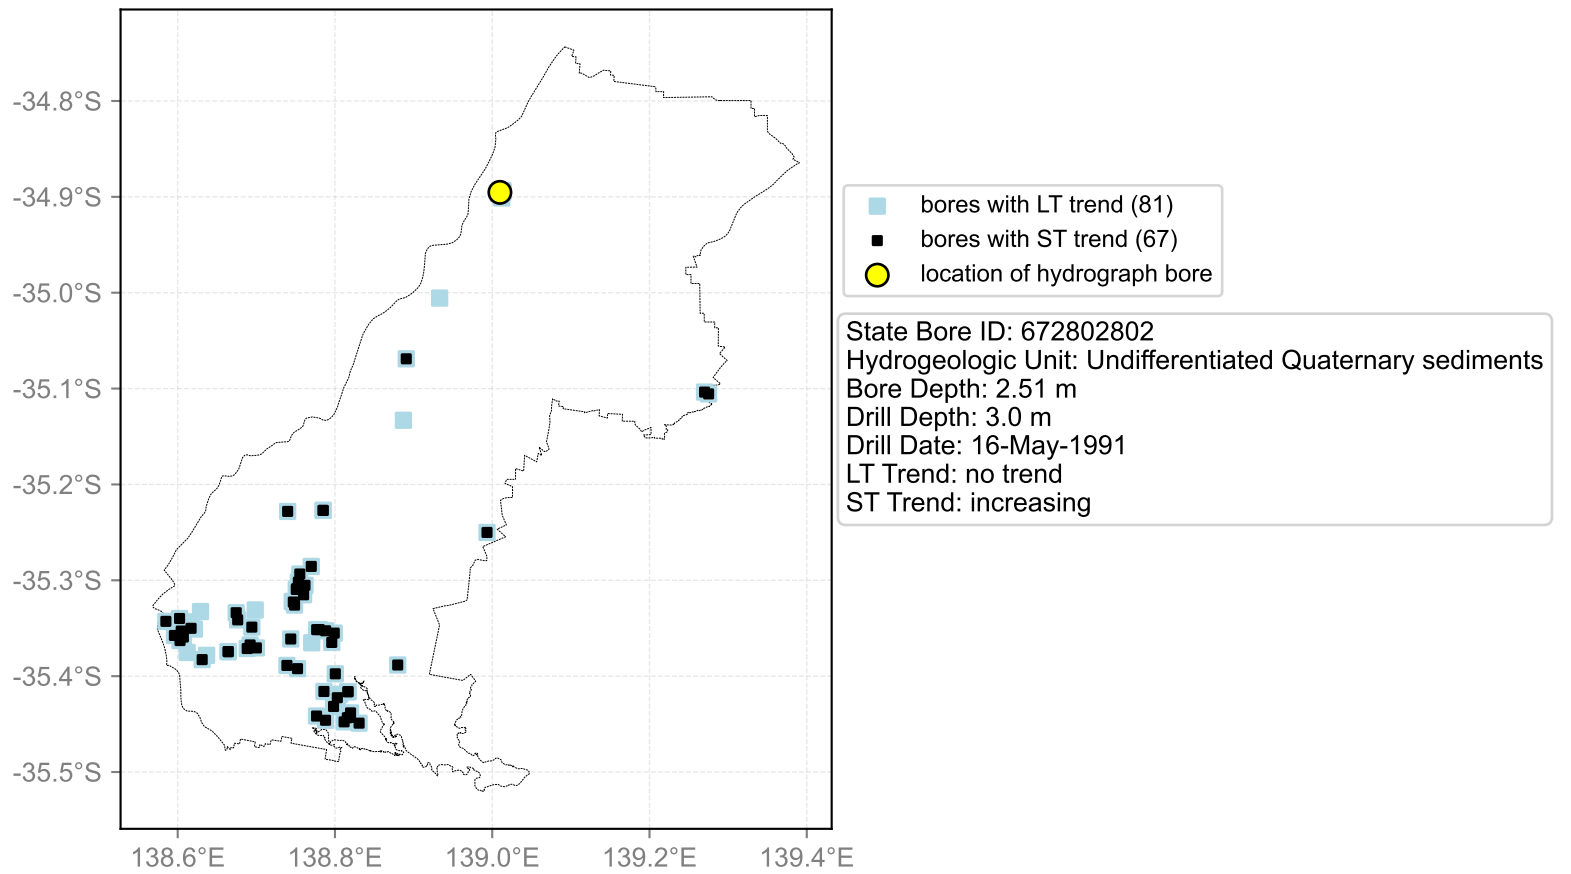 -34.8°S
-34.9°S
-35.0°S
-35.1°S
-35.2°S
-35.3°S
-35.4°S
-35.5°S
138.6°E
138.8°E
139.0°E
139.2°E
139.4°E
bores with LT trend (81)
bores with ST trend (67)
location of hydrograph bore
State Bore ID: 672802802
Hydrogeologic Unit: Undifferentiated Quaternary sediments
Bore Depth: 2.51 m
Drill Depth: 3.0 m
Drill Date: 16-May-1991
LT Trend: no trend
ST Trend: increasing